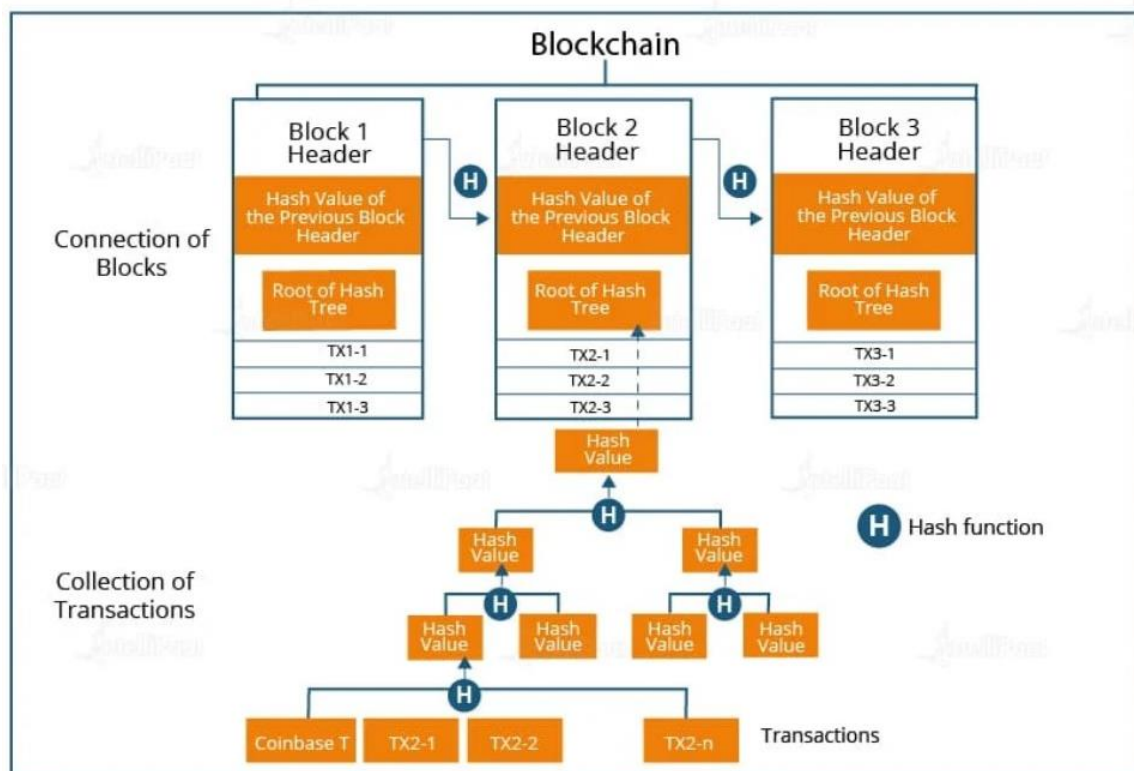 Blockchain
Block 1
Header
H
Block 2
Header
H
Block 3
Header
Hash Value of
the Previous Block
Header
Hash Value of
the Previous Block
Header
Hash Value of
the Previous Block
Header
Connection of
Blocks
Root of Hash
Tree
Root of Hash
Tree
Root of Hash
Tree
TX1-1
TX1-2
TX1-3
TX2-1
TX2-2
TX2-3
TX3-1
TX3-2
TX3-3
Hash
Value
H
H Hash function
Hash
Value
Hash
Value
Collection of
Transactions
H
H
Hash
Value
Hash
Value
Hash
Value
Hash
Value
H
Coinbase T
TX2-1
TX2-2
TX2-n
Transactions